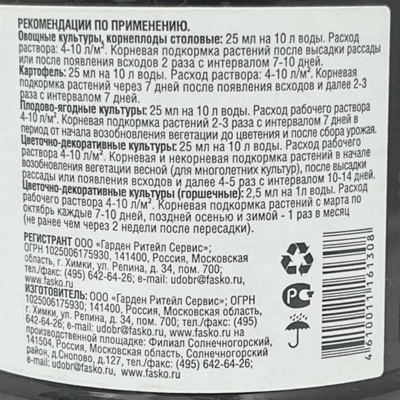 РЕКОМЕНДАЦИИ ПО ПРИМЕНЕНИЮ.
Овощные культуры, корнеплоды столовые: 25 мл на 10 л воды. Расход
раствора: 4-10 л/м². Корневая подкормка растений после высадки рассады
или после появления всходов 2 раза с интервалом 7-10 дней.
Картофель: 25 мл на 10 л воды. Расход раствора: 4-10 л/м². Корневая
подкормка растений через 7 дней после появления всходов и далее 2-3
раза с интервалом 7 дней.
Плодово-ягодные культуры: 25 мл на 10 л воды. Расход рабочего раствора
4-10 л/м². Корневая подкормка растений 2-3 раза с интервалом 7 дней в
период от начала возобновления вегетации до цветения и после сбора урожая.
Цветочно-декоративные культуры: 25 мл на 10 л воды. Расход рабочего
раствора 4-10 л/м². Корневая и некорневая подкормка растений в начале
возобновления вегетации весной (для многолетних культур), после высадки
рассады или появления всходов и далее 4-5 раз с интервалом 10-14 дней.
Цветочно-декоративные культуры (горшечные): 2,5 мл на 1л воды. Расход
рабочего раствора 4-10 л/м². Корневая подкормка растений с марта по
октябрь каждые 7-10 дней, поздней осенью и зимой - 1 раз в месяц
(не ранее чем через 2 недели после пересадки).
РЕГИСТРАНТ ООО «Гарден Ритейл Сервис»;
ОГРН 1025006175930, 141400, Россия, Московская
область, г. Химки, ул. Репина, д. 34, пом. 700;
тел./факс: (495) 642-64-26; e-mail:
udobr@fasko.ru; www.fasko.ru
ИЗГОТОВИТЕЛЬ: ООО «Гарден Ритейл Сервис»; ОГРН
1025006175930; 141400, Россия, Московская область,
г. Химки, ул. Репина, д. 34, пом. 700; тел./факс (495)
642-64-26; e-mail: udobr@fasko.ru; www.fasko.ru на
производственной площадке: Филиал Солнечногорский,
141504, Россия, Московская область, Солнечногорский
район, д.Снопово, д.127, тел./факс (495) 642-64-26;
e-mail: udobr@fasko.ru; www.fasko.ru
РСТ
4610011161308